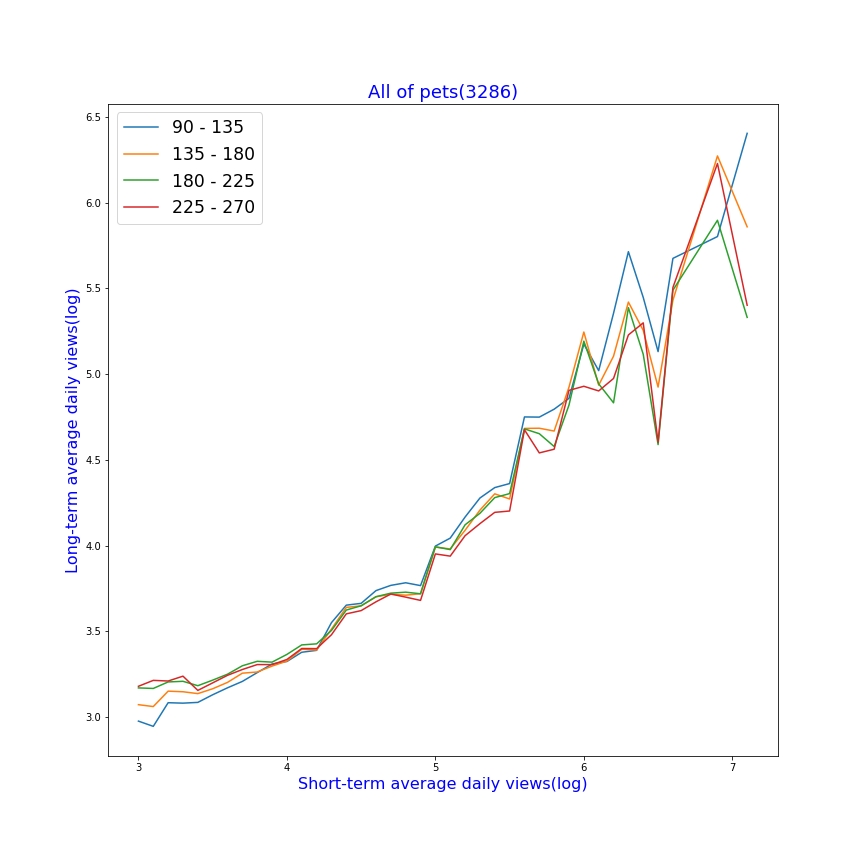 All of pets(3286)
90 - 135
135 - 180
180 - 225
225 - 270
6.5
6.0
5.5
5.0
4.5
4.0
3.5
3.0
Long-term average daily views(log)
3 4 5 6 7
Short-term average daily views(log)